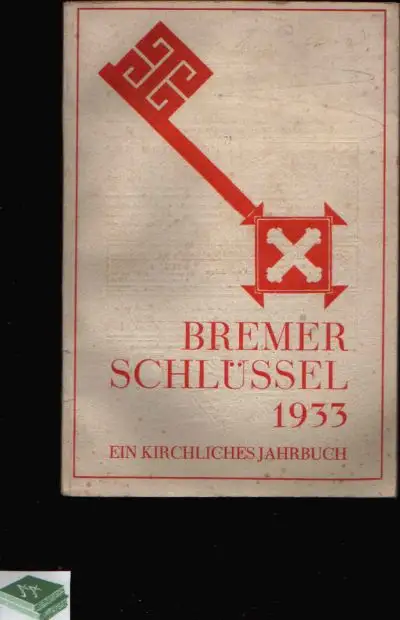 BREMER
SCHLÜSSEL
1933
EIN KIRCHLICHES JAHRBUCH